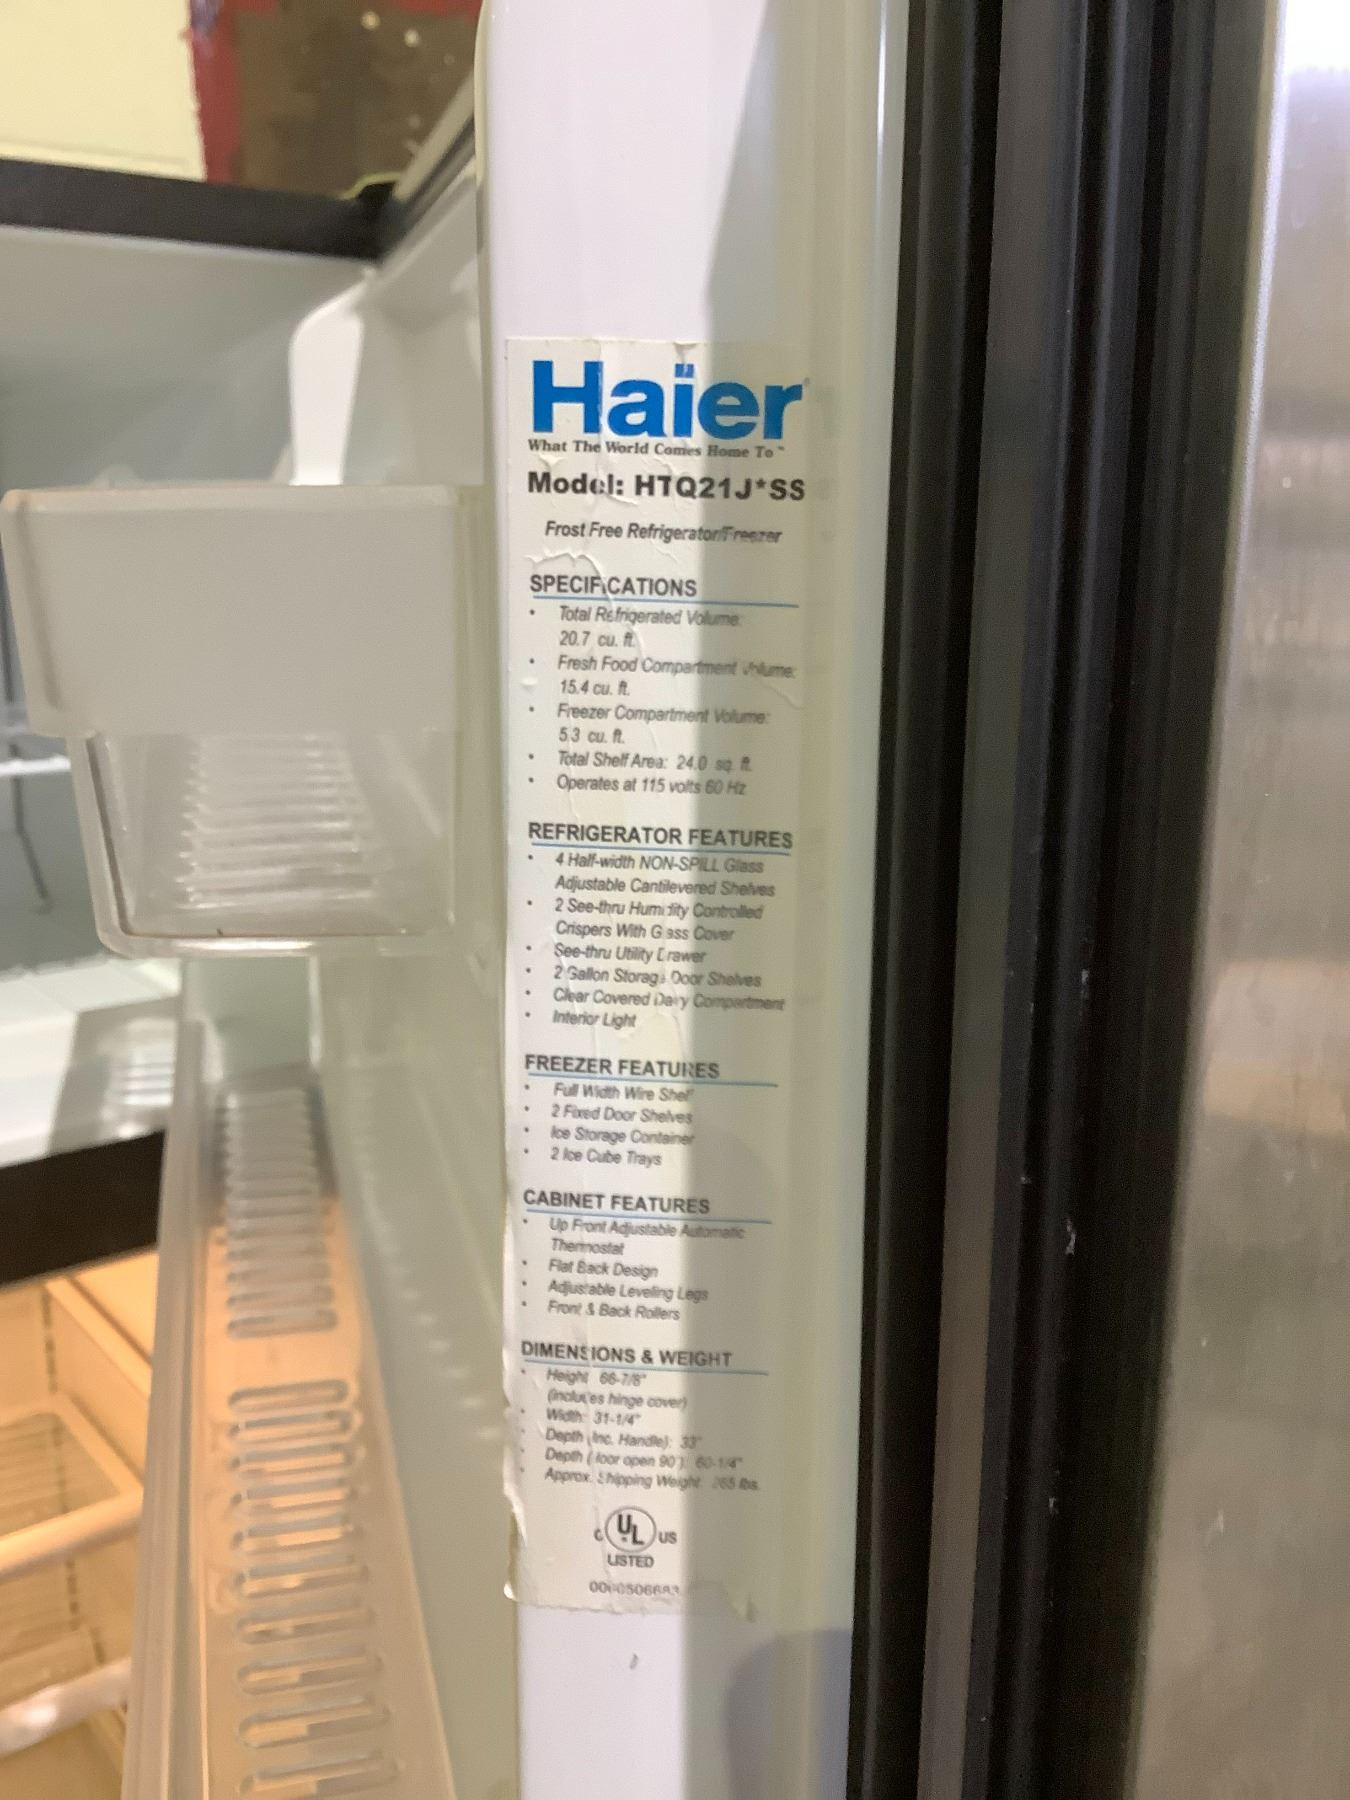 Haier
What The World Comes Home To™
Model: HTQ21J*SS
Frost Free Refrigerator/Freezer
SPECIFICATIONS
• Total Refrigerated Volume:
20.7 cu. ft.
• Fresh Food Compartment Volume:
15.4 cu. ft.
• Freezer Compartment Volume:
5.3 cu. ft.
• Total Shelf Area: 24.0 sq. ft.
• Operates at 115 volts 60 Hz
REFRIGERATOR FEATURES
• 4 Half-width NON-SPILL Glass
Adjustable Cantilevered Shelves
• 2 See-thru Humidity Controlled
Crispers With Glass Cover
• See-thru Utility Drawer
• 2 Gallon Storage Door Shelves
• Clear Covered Dairy Compartment
• Interior Light
FREEZER FEATURES
• Full Width Wire Shelf
• 2 Fixed Door Shelves
• Ice Storage Container
• 2 Ice Cube Trays
CABINET FEATURES
• Up Front Adjustable Automatic
Thermostat
• Flat Back Design
• Adjustable Leveling Legs
• Front & Back Rollers
DIMENSIONS & WEIGHT
• Height 66-7/8"
(includes hinge cover)
• Width: 31-1/4"
• Depth (Inc. Handle): 33"
• Depth (door open 90°): 60-1/4"
• Approx. Shipping Weight: lbs.
C UL US
LISTED